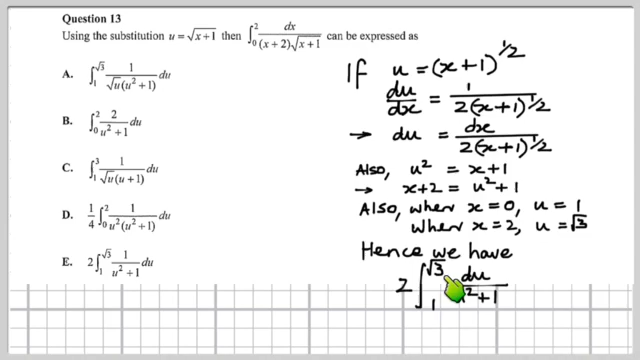 Question 13
Using the substitution u = √(x+1) then ∫₀² dx/((x+2)√(x+1)) can be expressed as
A. ∫₁^√3 1/(√u(u²+1)) du
B. ∫₀² 2/(u²+1) du
C. ∫₁³ 1/(√u(u+1)) du
D. 1/4 ∫₀² 1/(u²(u²+1)) du
E. 2∫₁^√3 1/(u²+1) du
If u = (x+1)^1/2
du/dx = 1/(2(x+1)^1/2)
→ du = dx/(2(x+1)^1/2)
Also, u² = x+1
→ x+2 = u²+1
Also, when x=0, u=1
when x=2, u=√3
Hence we have
2∫₁^√3 du/(u²+1)